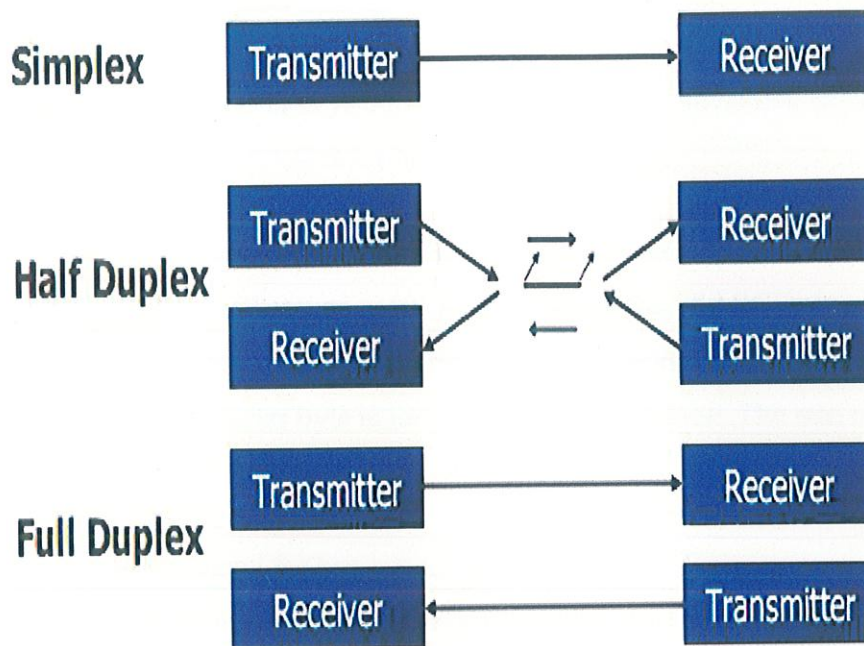 Simplex
Transmitter
Receiver
Half Duplex
Transmitter
Receiver
Receiver
Transmitter
Full Duplex
Transmitter
Receiver
Receiver
Transmitter